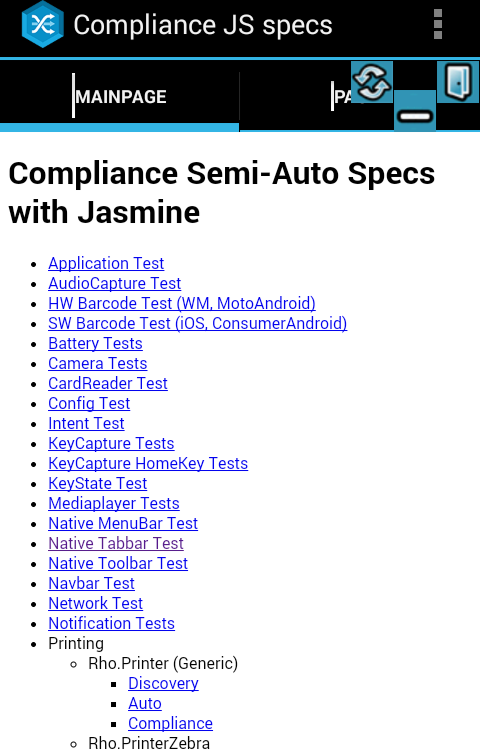 Compliance JS specs
MAINPAGE
Compliance Semi-Auto Specs
with Jasmine
Application Test
AudioCapture Test
HW Barcode Test (WM, MotoAndroid)
SW Barcode Test (iOS, ConsumerAndroid)
Battery Tests
Camera Tests
CardReader Test
Config Test
Intent Test
KeyCapture Tests
KeyCapture HomeKey Tests
KeyState Test
Mediaplayer Tests
Native MenuBar Test
Native Tabbar Test
Native Toolbar Test
Navbar Test
Network Test
Notification Tests
Printing
Rho.Printer (Generic)
Discovery
Auto
Compliance
Rho.PrinterZebra